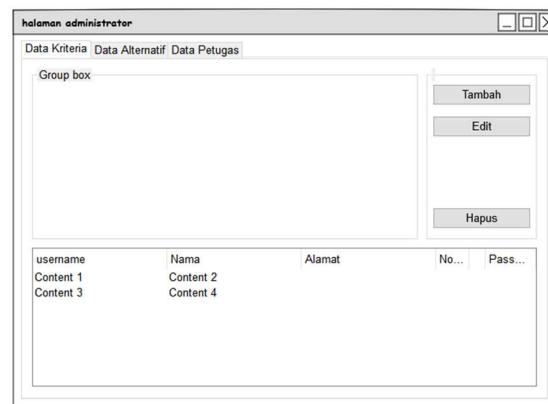 halaman administrator
Data Kriteria Data Alternatif Data Petugas
Group box
Tambah
Edit
Hapus
username Nama Alamat No... Pass...
Content 1 Content 2
Content 3 Content 4